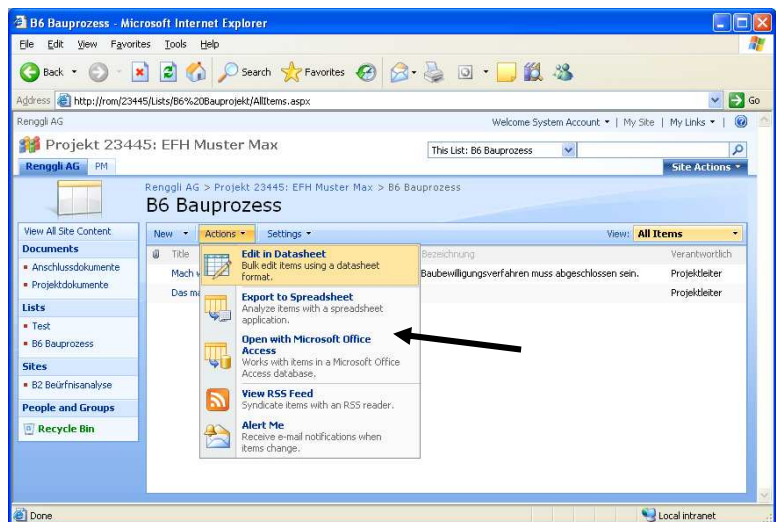 B6 Bauprozess - Microsoft Internet Explorer
File Edit View Favorites Tools Help
Back Search Favorites
Address http://rom/23445/Lists/B6%20Bauprojekt/AllItems.aspx Go
Renggli AG Welcome System Account | My Site | My Links
Projekt 23445: EFH Muster Max This List: B6 Bauprozess
Renggli AG PM Site Actions
Renggli AG > Projekt 23445: EFH Muster Max > B6 Bauprozess
B6 Bauprozess
View All Site Content
New Actions Settings View: All Items
Documents
Anschlussdokumente
Projektdokumente
Lists
Test
B6 Bauprozess
Sites
B2 Beürfnisanalyse
People and Groups
Recycle Bin
Title Bezeichnung Verantwortlich
Mach Baubewilligungsverfahren muss abgeschlossen sein. Projektleiter
Das Projektleiter
Edit in Datasheet
Bulk edit items using a datasheet
format.
Export to Spreadsheet
Analyze items with a spreadsheet
application.
Open with Microsoft Office
Access
Works with items in a Microsoft Office
Access database.
View RSS Feed
Syndicate items with an RSS reader.
Alert Me
Receive e-mail notifications when
items change.
Done Local intranet